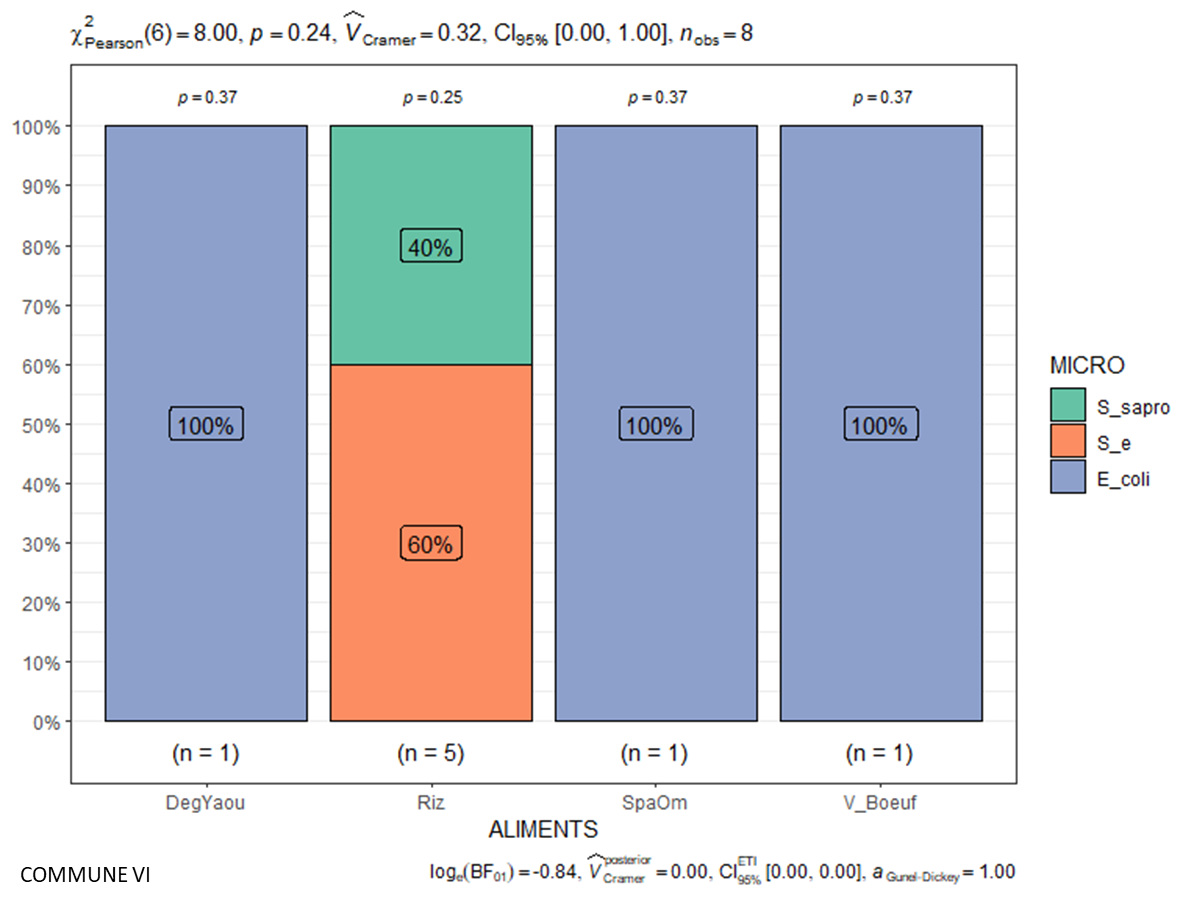 χ²Pearson(6) = 8.00, p = 0.24, V̂Cramer = 0.32, CI95% [0.00, 1.00], nobs = 8
p = 0.37 p = 0.25 p = 0.37 p = 0.37
100%
90%
80%
70%
60%
50%
40%
30%
20%
10%
0%
40%
100% 100% 100%
60%
(n = 1) (n = 5) (n = 1) (n = 1)
DegYaou Riz SpaOm V_Boeuf
ALIMENTS
MICRO
S_sapro
S_e
E_coli
COMMUNE VI
loge(BF01) = -0.84, V̂posteriorCramer = 0.00, CIETI95% [0.00, 0.00], aGunel-Dickey = 1.00